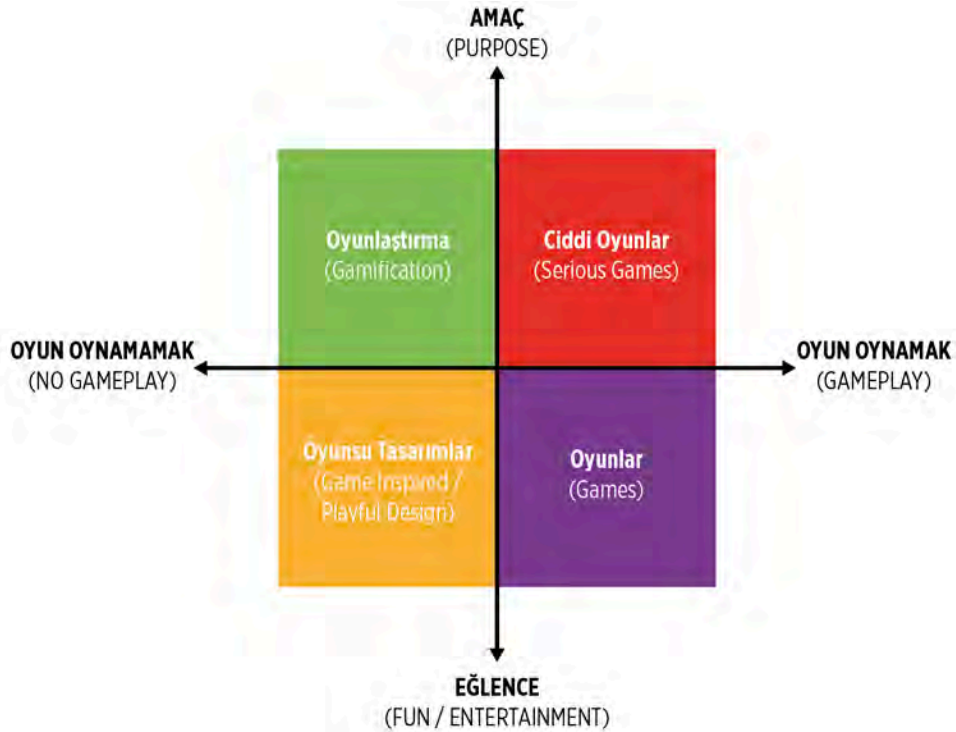 AMAÇ
(PURPOSE)
Oyunlaştırma
(Gamification)
Ciddi Oyunlar
(Serious Games)
OYUN OYNAMAMAK
(NO GAMEPLAY)
OYUN OYNAMAK
(GAMEPLAY)
Oyunsu Tasarımlar
(Game Inspired /
Playful Design)
Oyunlar
(Games)
EĞLENCE
(FUN / ENTERTAINMENT)